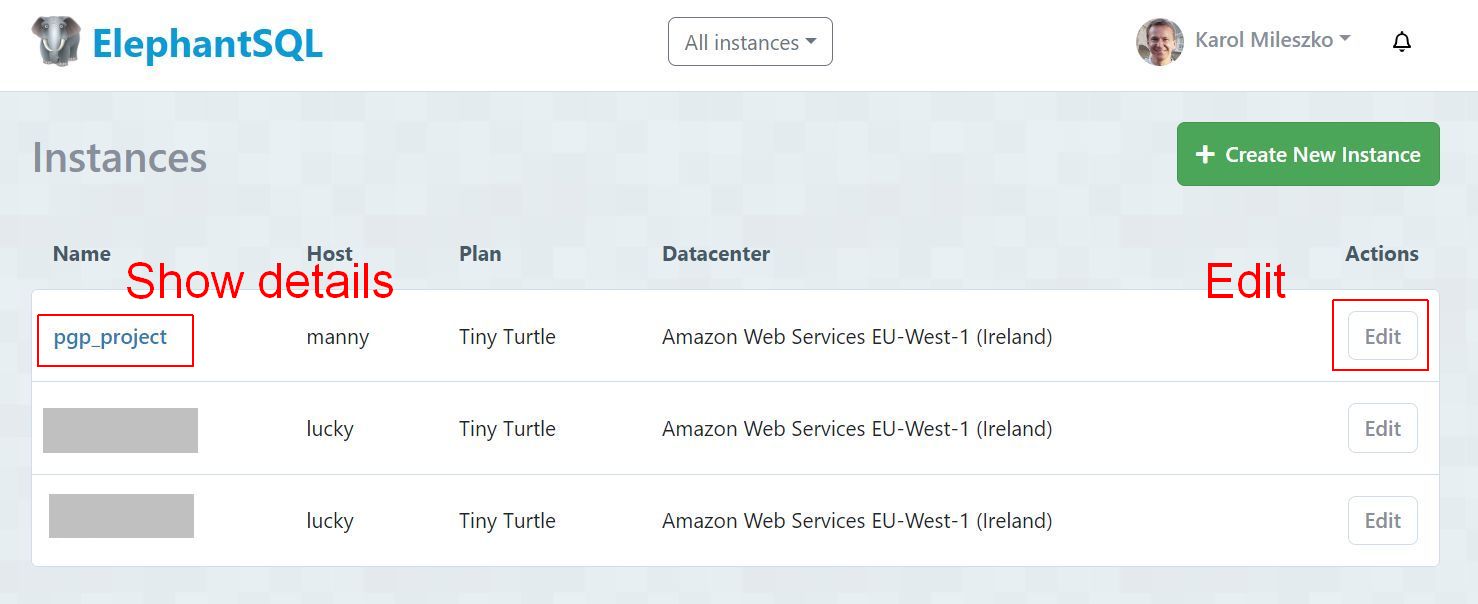 ElephantSQL All instances Karol Mileszko
Instances + Create New Instance
Name Host Plan Datacenter Actions
Show details Edit
pgp_project manny Tiny Turtle Amazon Web Services EU-West-1 (Ireland) Edit
lucky Tiny Turtle Amazon Web Services EU-West-1 (Ireland) Edit
lucky Tiny Turtle Amazon Web Services EU-West-1 (Ireland) Edit